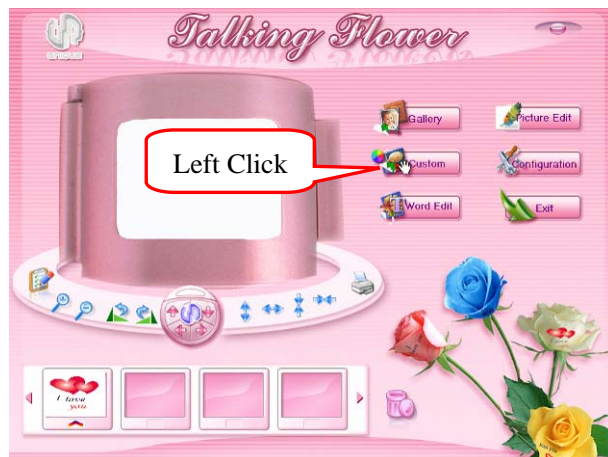 Talking Flower
Gallery
Picture Edit
Left Click
Custom
Configuration
Word Edit
Exit
I love
you